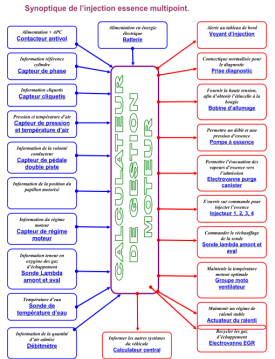 Synoptique de l'injection essence multipoint.
Alimentation + APC
Contacteur antivol
Information référence
cylindre
Capteur de phase
Information cliquetis
Capteur cliquetis
Pression et température d'air
Capteur de pression
et température d'air
Information de la volonté
conducteur
Capteur de pédale
double piste
Information de la position du
papillon motorisé
Information du régime
moteur
Capteur de régime
moteur
Information teneur en
oxygène des gaz
d'échappement
Sonde Lambda
amont et aval
Température d'eau
Sonde de
température d'eau
Information de la quantité
d'air admise
Débitmètre
Alimentation en énergie
électrique
Batterie
CALCULATEUR
DE GESTION
MOTEUR
Informer les autres systèmes
du véhicule
Calculateur central
Alerte au tableau de bord
Voyant d'injection
Connectique normalisée pour
le diagnostic
Prise diagnostic
Fournir la haute tension,
afin d'obtenir l'étincelle à la
bougie
Bobine d'allumage
Permettre un débit et une
pression d'essence
Pompe à essence
Permettre l'évacuation des
vapeurs d'essence vers
l'admission
Electrovanne purge
canister
Ouvrir sur commande pour
injecter l'essence
Injecteur 1, 2, 3, 4
Commander le réchauffage
de la sonde
Sonde lambda amont et
aval
Maintenir la température
moteur optimale
Groupe moto
ventilateur
Maintenir un régime de
ralenti stable
Actuateur du ralenti
Recycler les gaz
d'échappement
Electrovanne EGR